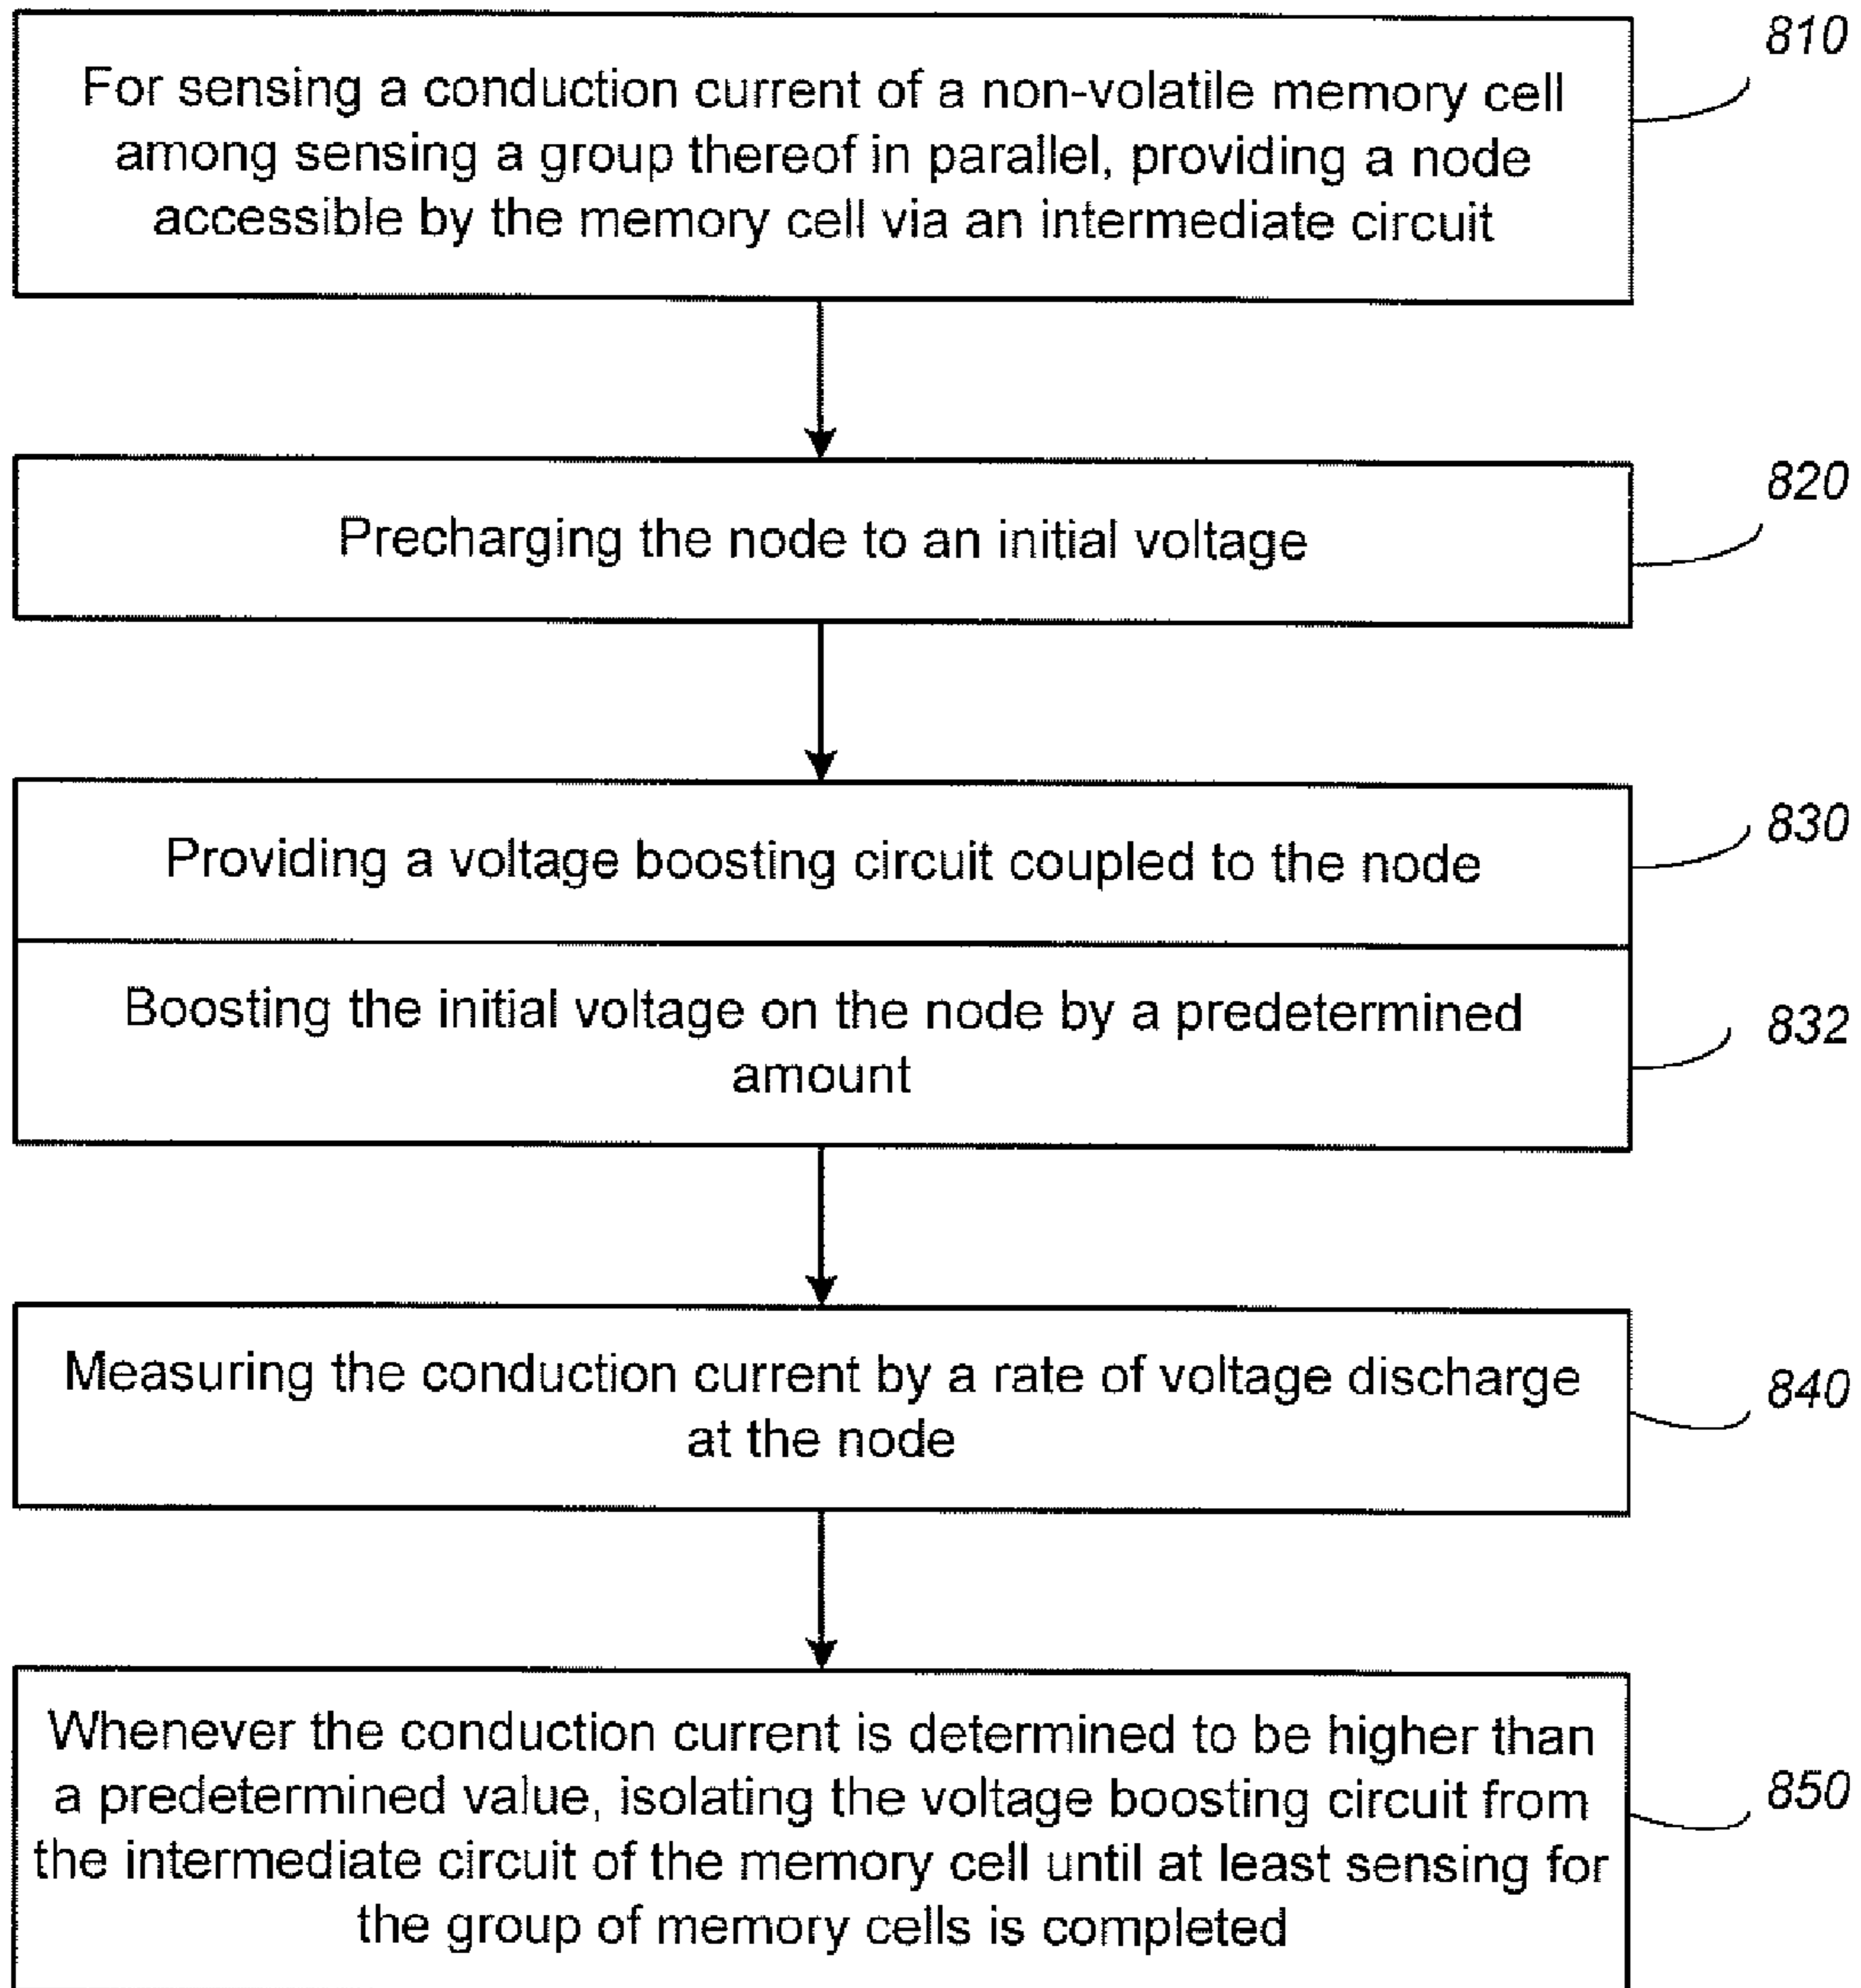 810
For sensing a conduction current of a non-volatile memory cell
among sensing a group thereof in parallel, providing a node
accessible by the memory cell via an intermediate circuit
820
Precharging the node to an initial voltage
830
Providing a voltage boosting circuit coupled to the node
Boosting the initial voltage on the node by a predetermined
amount
832
Measuring the conduction current by a rate of voltage discharge
at the node
840
Whenever the conduction current is determined to be higher than
a predetermined value, isolating the voltage boosting circuit from
the intermediate circuit of the memory cell until at least sensing for
the group of memory cells is completed
850